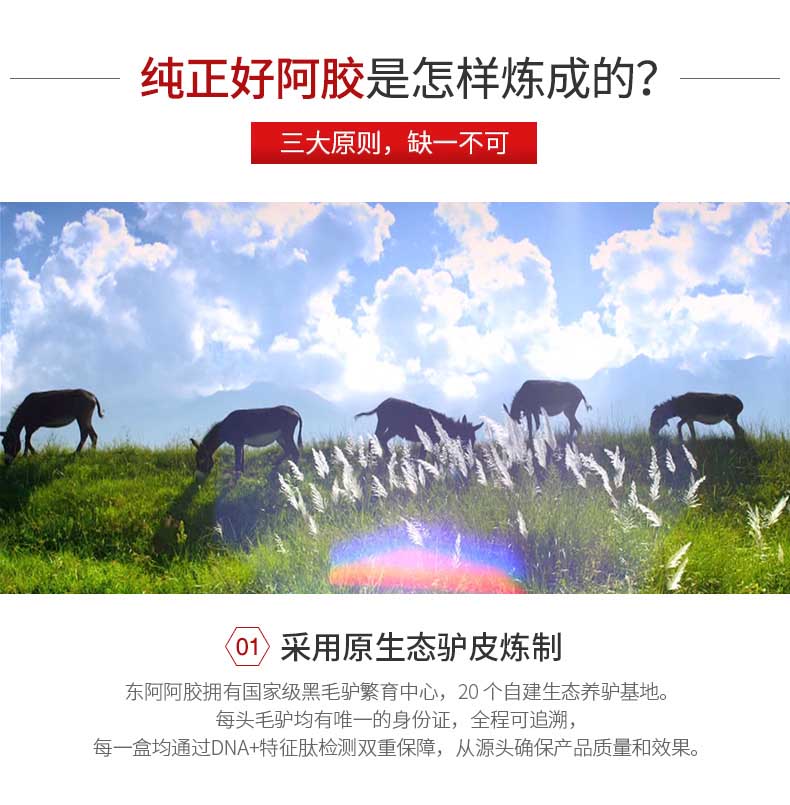 纯正好阿胶是怎样炼成的？
三大原则，缺一不可
01 采用原生态驴皮炼制
东阿阿胶拥有国家级黑毛驴繁育中心，20个自建生态养驴基地。
每头毛驴均有唯一的身份证，全程可追溯，
每一盒均通过DNA+特征肽检测双重保障，从源头确保产品质量和效果。